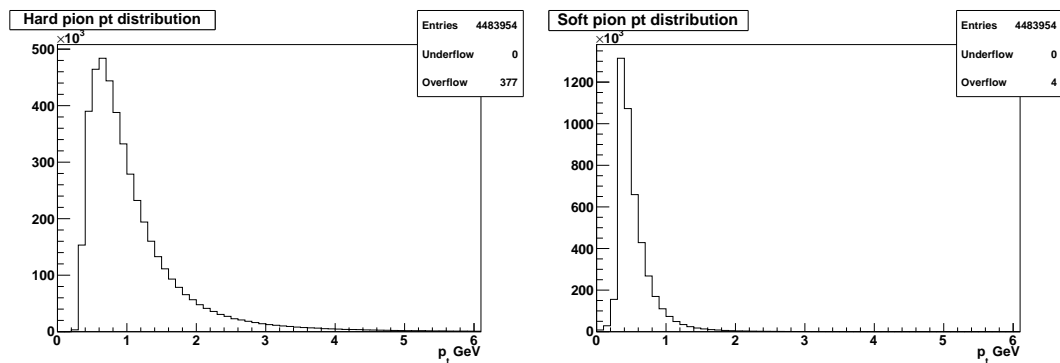 Hard pion pt distribution
×10³
Entries 4483954
Underflow 0
Overflow 377
500
400
300
200
100
0
0 1 2 3 4 5 6
p_t GeV
Soft pion pt distribution
×10³
Entries 4483954
Underflow 0
Overflow 4
1200
1000
800
600
400
200
0
0 1 2 3 4 5 6
p_t GeV